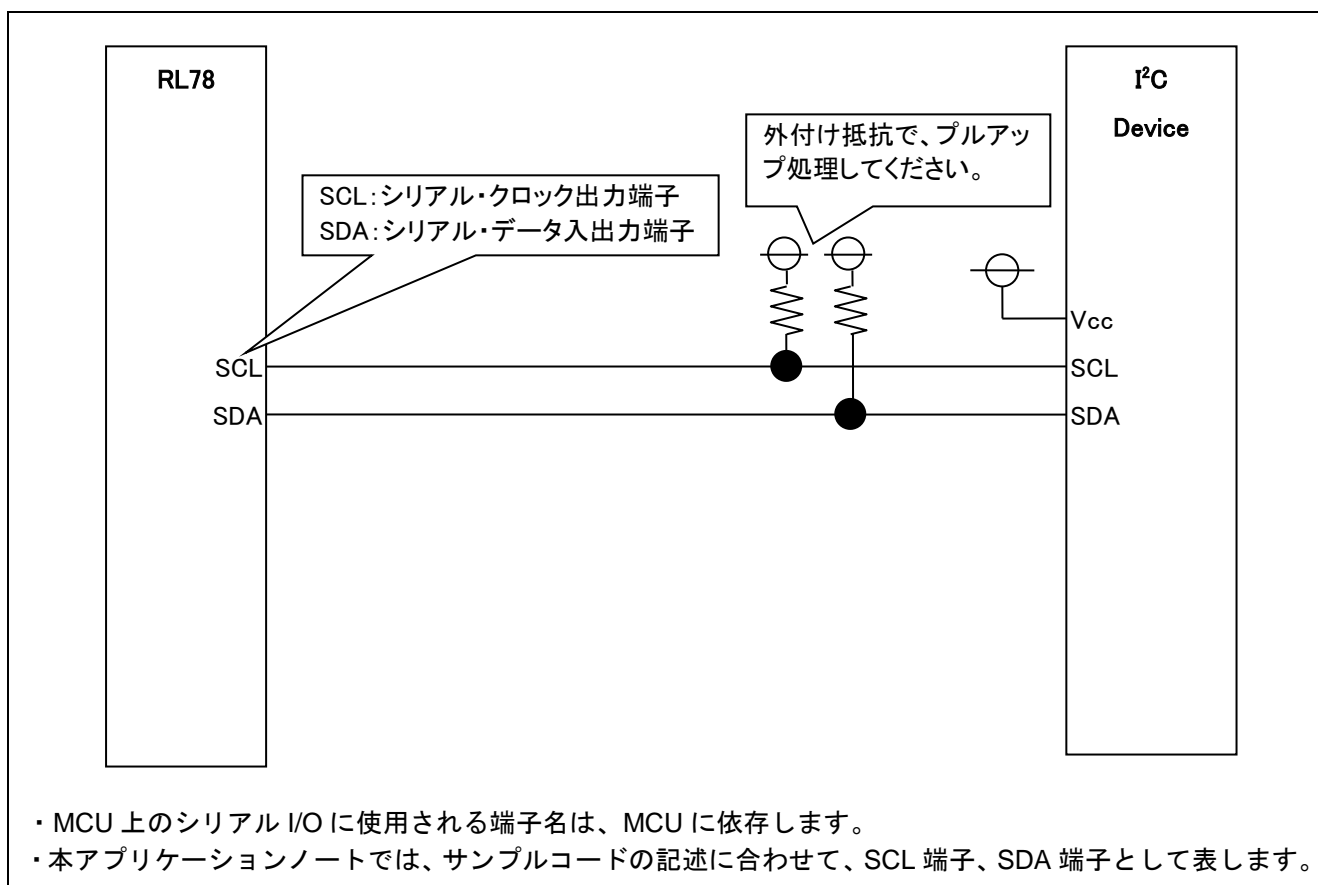 RL78
I²C
Device
外付け抵抗で、プルアッ
プ処理してください。
SCL:シリアル・クロック出力端子
SDA:シリアル・データ入出力端子
Vcc
SCL
SCL
SDA
SDA
・MCU 上のシリアル I/O に使用される端子名は、MCU に依存します。
・本アプリケーションノートでは、サンプルコードの記述に合わせて、SCL 端子、SDA 端子として表します。